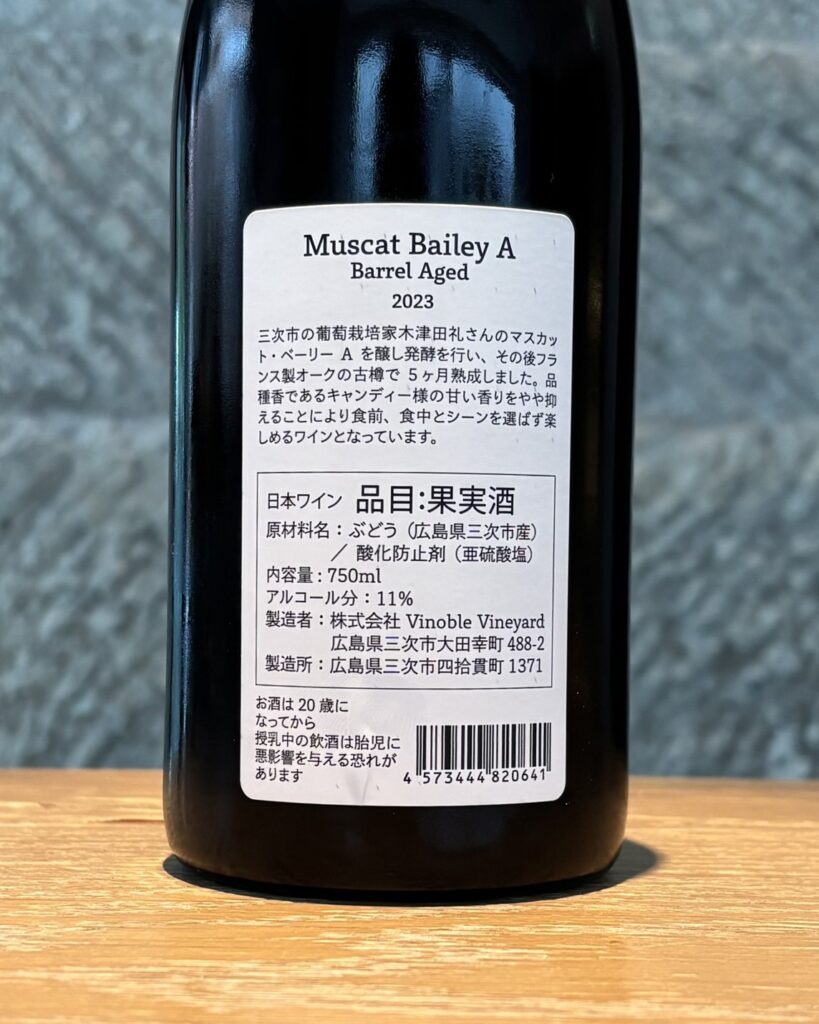 Muscat Bailey A
Barrel Aged
2023
三次市の葡萄栽培家木津田礼さんのマスカッ
ト・ベーリー A を醸し発酵を行い、その後フラ
ンス製オークの古樽で 5ヶ月熟成しました。品
種香であるキャンディー様の甘い香りをやや抑
えることにより食前、食中とシーンを選ばず楽
しめるワインとなっています。
日本ワイン 品目:果実酒
原材料名：ぶどう（広島県三次市産）
／ 酸化防止剤（亜硫酸塩）
内容量：750ml
アルコール分：11%
製造者：株式会社 Vinoble Vineyard
広島県三次市大田幸町 488-2
製造所：広島県三次市四拾貫町 1371
お酒は 20 歳に
なってから
授乳中の飲酒は胎児に
悪影響を与える恐れが
あります
4 573444 820641